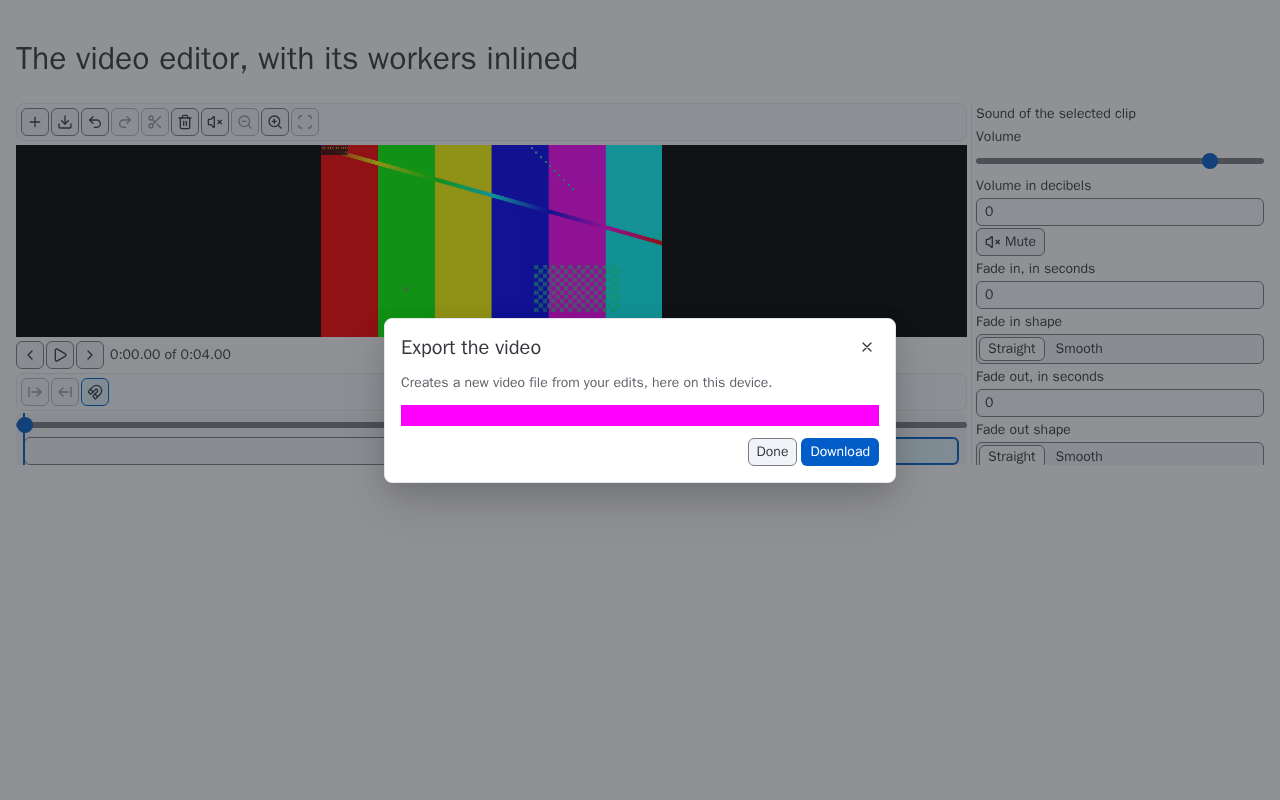 The video editor, with its workers inlined
Sound of the selected clip
Volume
Volume in decibels
0
Mute
Fade in, in seconds
0
Fade in shape
Straight Smooth
Fade out, in seconds
0
Fade out shape
Straight Smooth
0:00.00 of 0:04.00
Export the video
Creates a new video file from your edits, here on this device.
Done Download